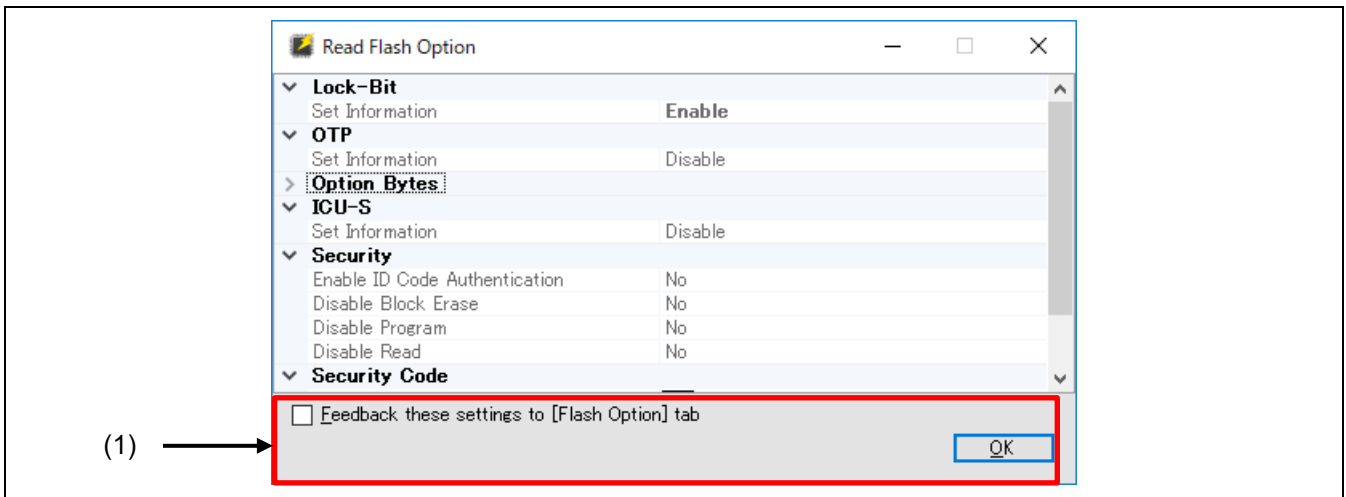 Read Flash Option
Lock-Bit
Set Information Enable
OTP
Set Information Disable
Option Bytes
ICU-S
Set Information Disable
Security
Enable ID Code Authentication No
Disable Block Erase No
Disable Program No
Disable Read No
Security Code
Feedback these settings to [Flash Option] tab
(1)
OK